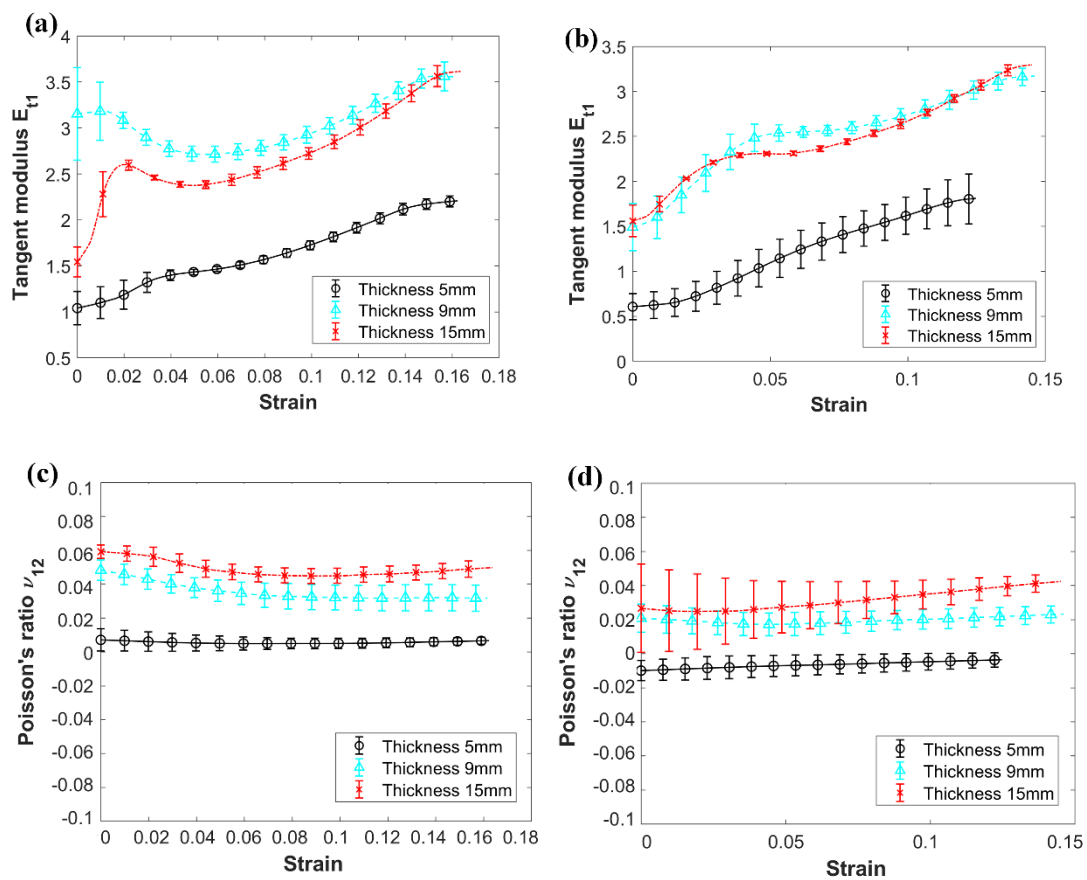 (a)
Tangent modulus E_t1
4
3.5
3
2.5
2
1.5
1
0.5
0 0.02 0.04 0.06 0.08 0.1 0.12 0.14 0.16 0.18
Strain
Thickness 5mm
Thickness 9mm
Thickness 15mm
(b)
Tangent modulus E_t1
3.5
3
2.5
2
1.5
1
0.5
0
0 0.05 0.1 0.15
Strain
Thickness 5mm
Thickness 9mm
Thickness 15mm
(c)
Poisson's ratio ν_12
0.1
0.08
0.06
0.04
0.02
0
-0.02
-0.04
-0.06
-0.08
-0.1
0 0.02 0.04 0.06 0.08 0.1 0.12 0.14 0.16 0.18
Strain
Thickness 5mm
Thickness 9mm
Thickness 15mm
(d)
Poisson's ratio ν_12
0.1
0.08
0.06
0.04
0.02
0
-0.02
-0.04
-0.06
-0.08
-0.1
0 0.05 0.1 0.15
Strain
Thickness 5mm
Thickness 9mm
Thickness 15mm